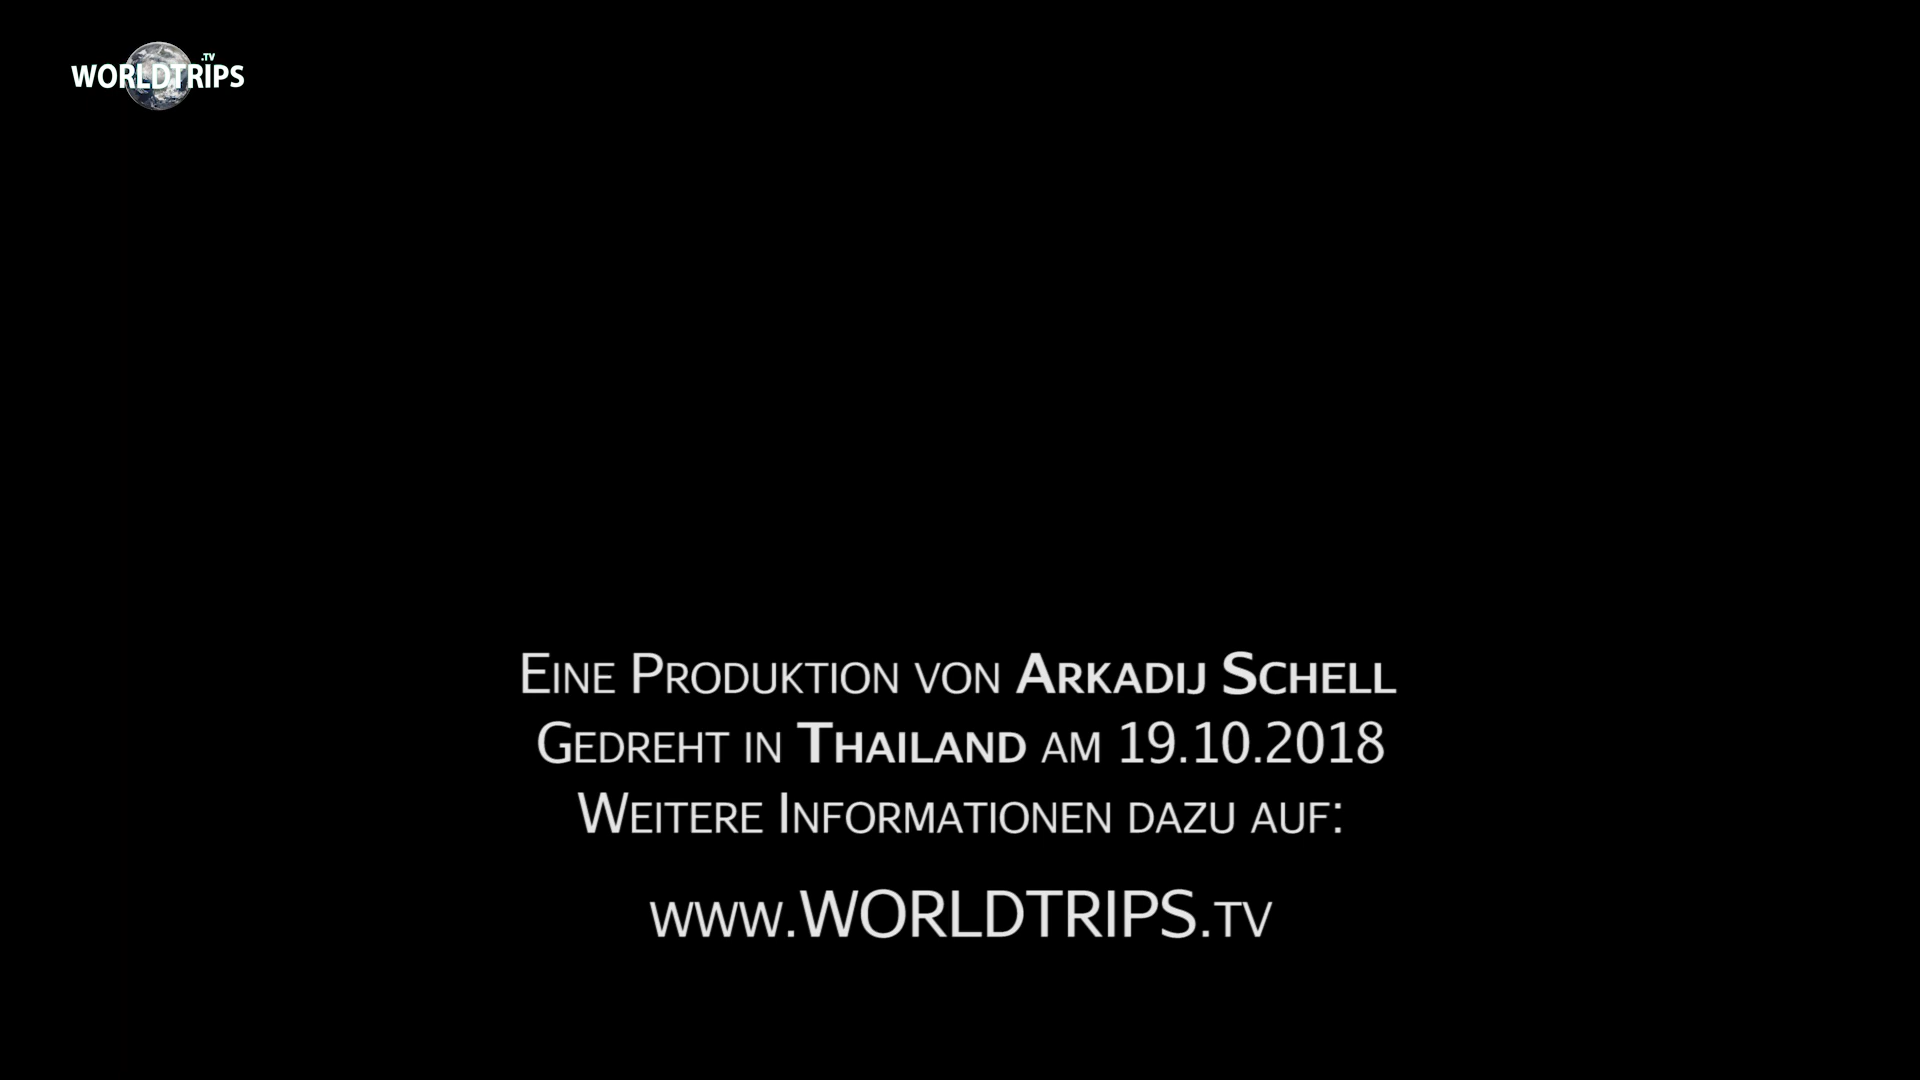 WORLDTRIPS.TV
Eine Produktion von Arkadij Schell
Gedreht in Thailand am 19.10.2018
Weitere Informationen dazu auf:
www.WORLDTRIPS.tv